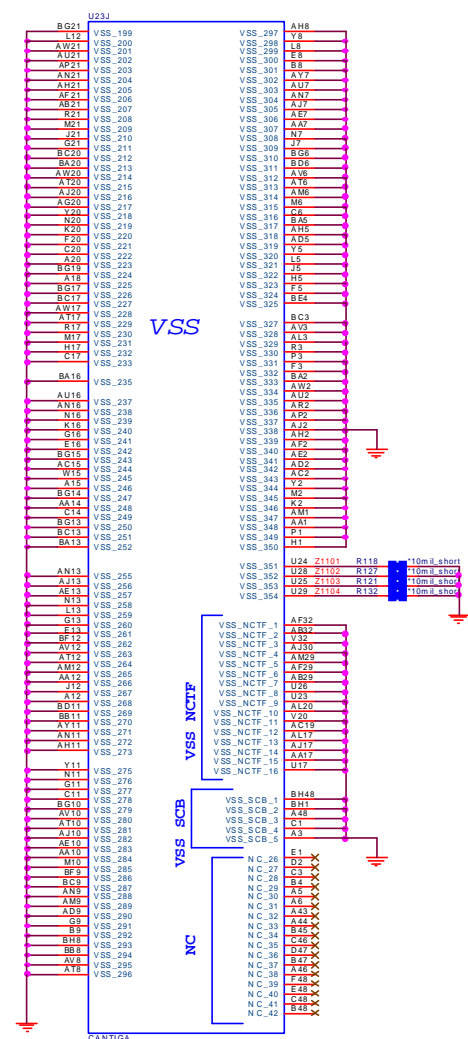 U23J
BG21 VSS_199
L12 VSS_200
AW21 VSS_201
AU21 VSS_202
AP21 VSS_203
AN21 VSS_204
AH21 VSS_205
AF21 VSS_206
AB21 VSS_207
R21 VSS_208
M21 VSS_209
J21 VSS_210
G21 VSS_211
BC20 VSS_212
BA20 VSS_213
AW20 VSS_214
AT20 VSS_215
AJ20 VSS_216
AG20 VSS_217
Y20 VSS_218
N20 VSS_219
K20 VSS_220
F20 VSS_221
C20 VSS_222
A20 VSS_223
BG19 VSS_224
A18 VSS_225
BG17 VSS_226
BC17 VSS_227
AW17 VSS_228
AT17 VSS_229
R17 VSS_230
M17 VSS_231
H17 VSS_232
C17 VSS_233
BA16 VSS_235
AU16 VSS_237
AN16 VSS_238
N16 VSS_239
K16 VSS_240
G16 VSS_241
E16 VSS_242
BG15 VSS_243
AC15 VSS_244
W15 VSS_245
A15 VSS_246
BG14 VSS_247
AA14 VSS_248
C14 VSS_249
BG13 VSS_250
BC13 VSS_251
BA13 VSS_252
AN13 VSS_255
AJ13 VSS_256
AE13 VSS_257
N13 VSS_258
L13 VSS_259
G13 VSS_260
E13 VSS_261
BF12 VSS_262
AV12 VSS_263
AT12 VSS_264
AM12 VSS_265
AA12 VSS_266
J12 VSS_267
A12 VSS_268
BD11 VSS_269
BB11 VSS_270
AY11 VSS_271
AN11 VSS_272
AH11 VSS_273
Y11 VSS_275
N11 VSS_276
G11 VSS_277
C11 VSS_278
BG10 VSS_279
AV10 VSS_280
AT10 VSS_281
AJ10 VSS_282
AE10 VSS_283
AA10 VSS_284
M10 VSS_285
BF9 VSS_286
BC9 VSS_287
AN9 VSS_288
AM9 VSS_289
AD9 VSS_290
G9 VSS_291
B9 VSS_292
BH8 VSS_293
BB8 VSS_294
AV8 VSS_295
AT8 VSS_296
VSS
VSS_297 AH8
VSS_298 Y8
VSS_299 L8
VSS_300 E8
VSS_301 B8
VSS_302 AY7
VSS_303 AU7
VSS_304 AN7
VSS_305 AJ7
VSS_306 AE7
VSS_307 AA7
VSS_308 N7
VSS_309 J7
VSS_310 BG6
VSS_311 BD6
VSS_312 AV6
VSS_313 AT6
VSS_314 AM6
VSS_315 M6
VSS_316 C6
VSS_317 BA5
VSS_318 AH5
VSS_319 AD5
VSS_320 Y5
VSS_321 L5
VSS_322 J5
VSS_323 H5
VSS_324 F5
VSS_325 BE4
VSS_327 BC3
VSS_328 AV3
VSS_329 AL3
VSS_330 R3
VSS_331 P3
VSS_332 F3
VSS_333 BA2
VSS_334 AW2
VSS_335 AU2
VSS_336 AR2
VSS_337 AP2
VSS_338 AJ2
VSS_339 AH2
VSS_340 AF2
VSS_341 AE2
VSS_342 AD2
VSS_343 AC2
VSS_344 Y2
VSS_345 M2
VSS_346 K2
VSS_347 AM1
VSS_348 AA1
VSS_349 P1
VSS_350 H1
VSS_351 U24 Z1101 R118 *10mil_short
VSS_352 U28 Z1102 R127 *10mil_short
VSS_353 U25 Z1103 R121 *10mil_short
VSS_354 U29 Z1104 R132 *10mil_short
VSS NCTF
VSS_NCTF_1 AF32
VSS_NCTF_2 AB32
VSS_NCTF_3 V32
VSS_NCTF_4 AJ30
VSS_NCTF_5 AM29
VSS_NCTF_6 AF29
VSS_NCTF_7 AB29
VSS_NCTF_8 U26
VSS_NCTF_9 U23
VSS_NCTF_10 AL20
VSS_NCTF_11 V20
VSS_NCTF_12 AC19
VSS_NCTF_13 AL17
VSS_NCTF_14 AJ17
VSS_NCTF_15 AA17
VSS_NCTF_16 U17
VSS SCB
VSS_SCB_1 BH48
VSS_SCB_2 BH1
VSS_SCB_3 A48
VSS_SCB_4 C1
VSS_SCB_5 A3
NC
NC_26 E1
NC_27 D2
NC_28 C3
NC_29 B4
NC_30 A5
NC_31 A6
NC_32 A43
NC_33 A44
NC_34 B45
NC_35 C46
NC_36 D47
NC_37 B47
NC_38 A46
NC_39 F48
NC_40 E48
NC_41 C48
NC_42 B48
CANTIGA